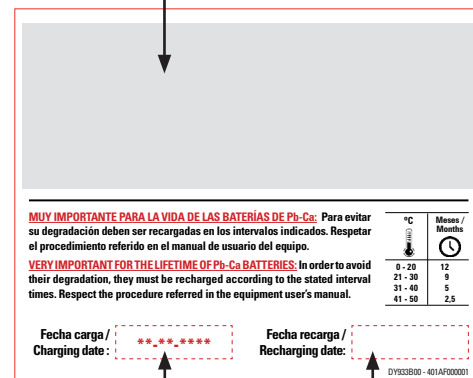 MUY IMPORTANTE PARA LA VIDA DE LAS BATERÍAS DE Pb-Ca: Para evitar
su degradación deben ser recargadas en los intervalos indicados. Respetar
el procedimiento referido en el manual de usuario del equipo.
VERY IMPORTANT FOR THE LIFETIME OF Pb-Ca BATTERIES: In order to avoid
their degradation, they must be recharged according to the stated interval
times. Respect the procedure referred in the equipment user's manual.
ºC Meses /
Months
0 - 20 12
21 - 30 9
31 - 40 5
41 - 50 2,5
Fecha carga /
Charging date :
**-**-****
Fecha recarga /
Recharging date:
DY933B00 - 401AF000001